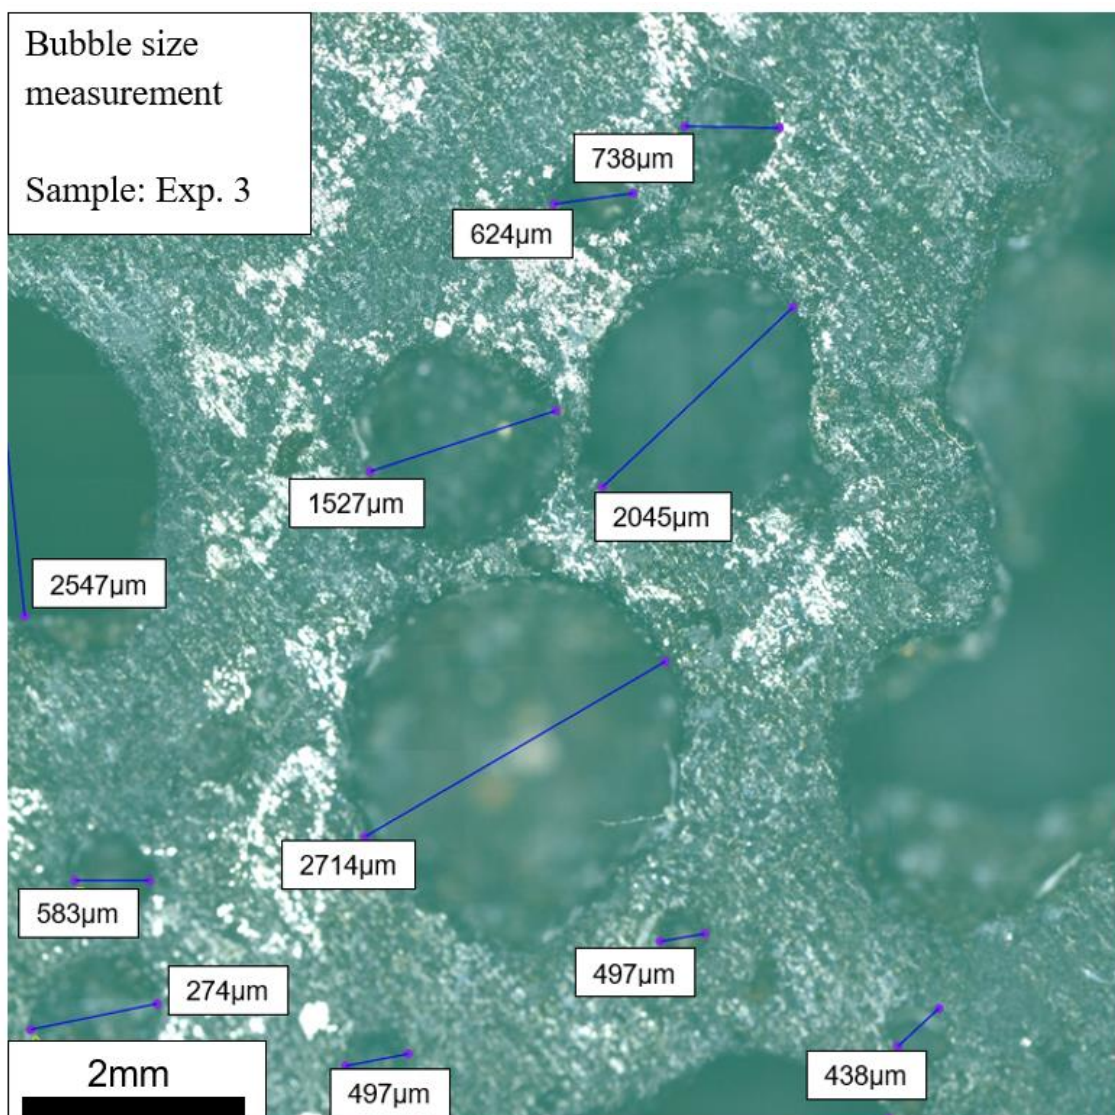 Bubble size
measurement
Sample: Exp. 3
738µm
624µm
1527µm
2045µm
2547µm
2714µm
583µm
497µm
274µm
438µm
497µm
2mm